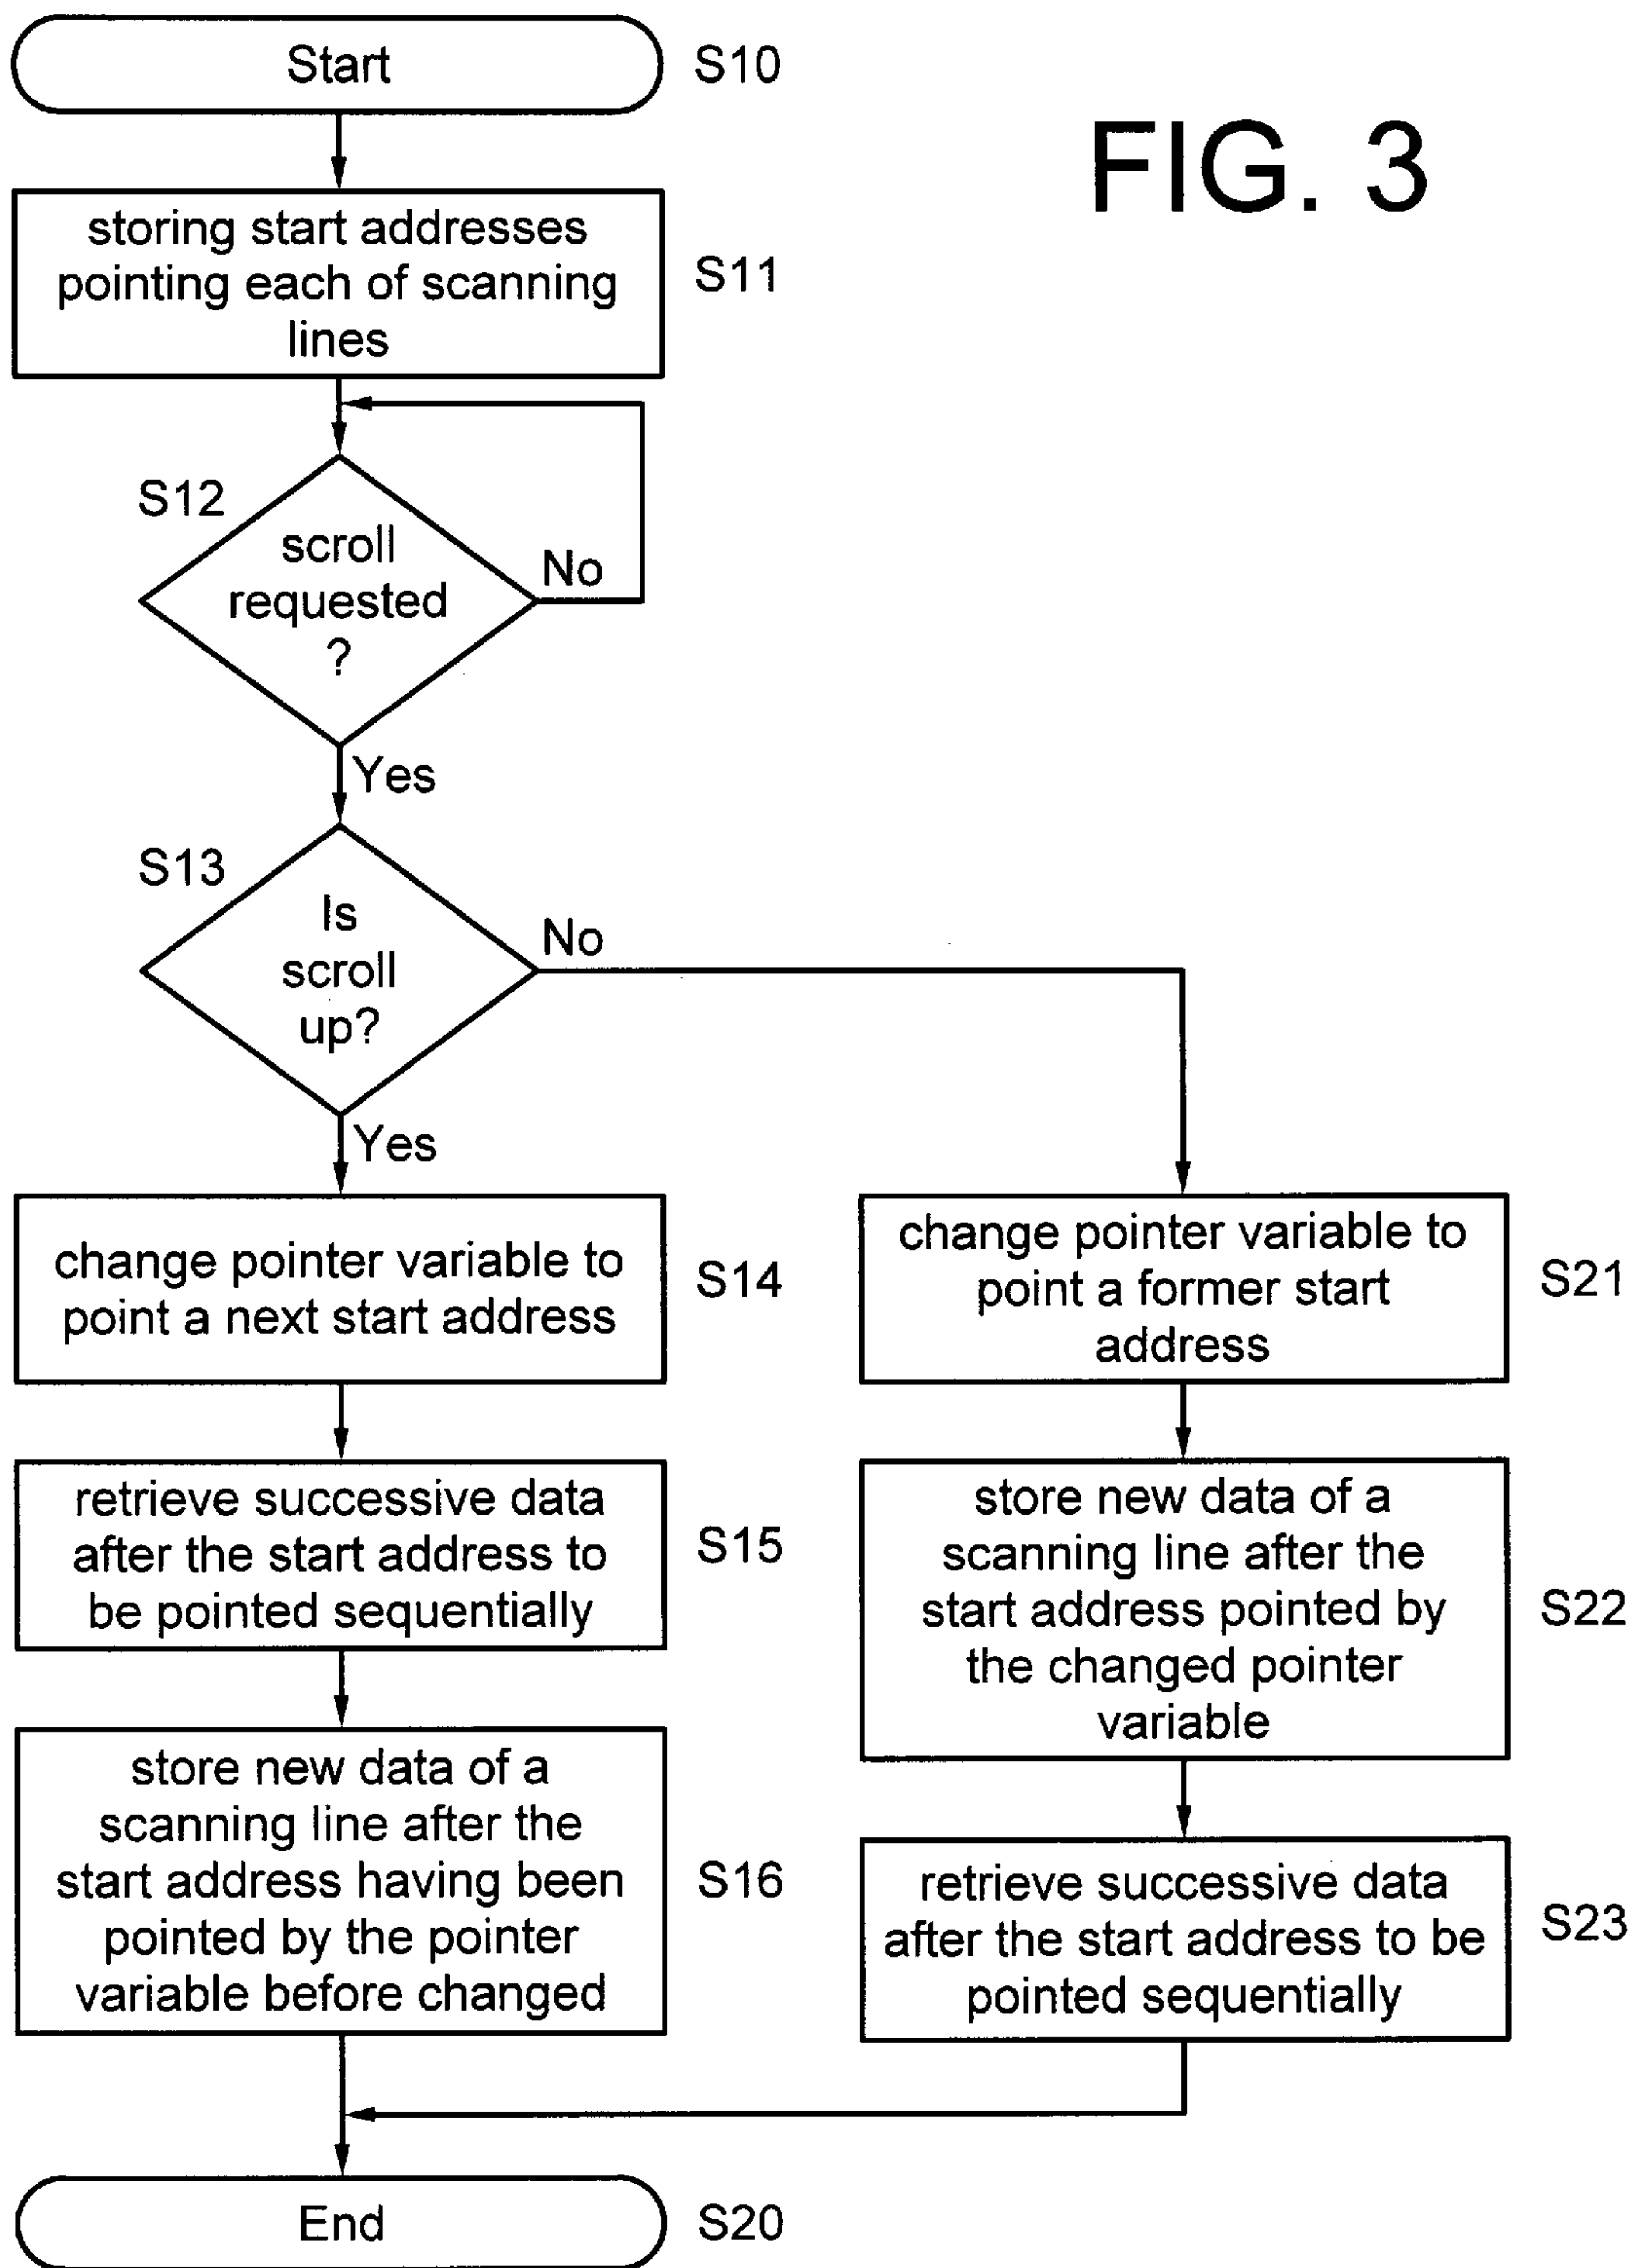 Start
S10
FIG. 3
storing start addresses
pointing each of scanning
lines
S11
S12
scroll
requested
?
No
Yes
S13
Is
scroll
up?
No
Yes
change pointer variable to
point a next start address
S14
retrieve successive data
after the start address to
be pointed sequentially
S15
store new data of a
scanning line after the
start address having been
pointed by the pointer
variable before changed
S16
change pointer variable to
point a former start
address
S21
store new data of a
scanning line after the
start address pointed by
the changed pointer
variable
S22
retrieve successive data
after the start address to be
pointed sequentially
S23
End
S20